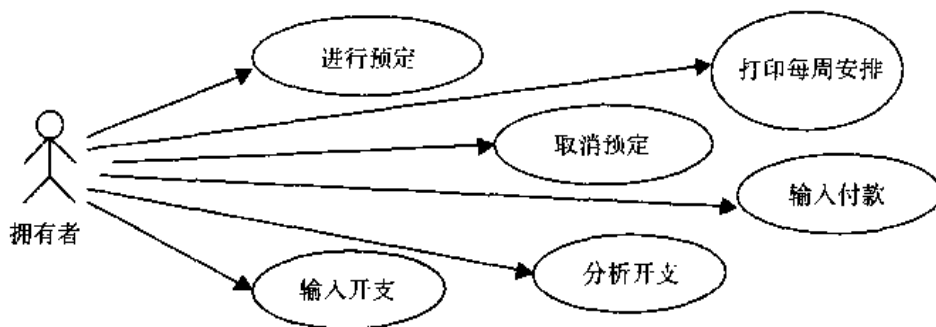 进行预定
打印每周安排
取消预定
输入付款
拥有者
分析开支
输入开支